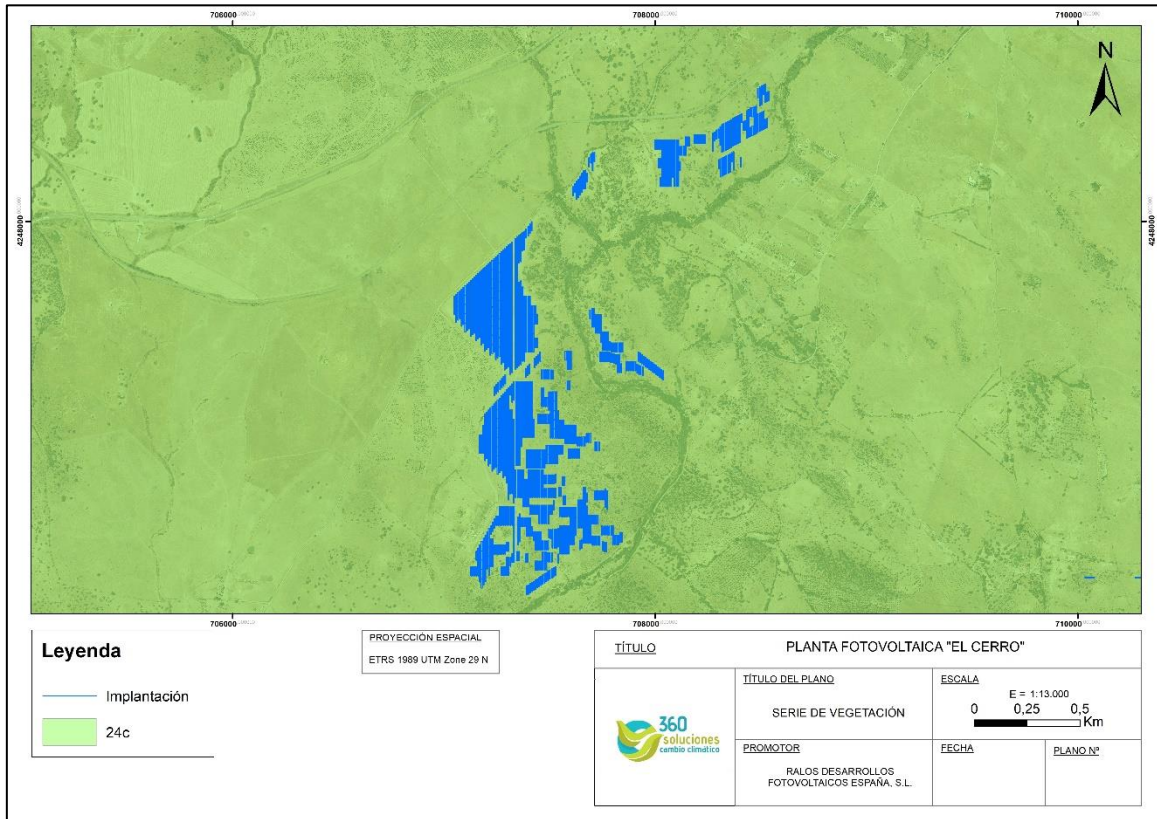 706000
708000
710000
N
4248000
4248000
706000
708000
710000
Leyenda
Implantación
24c
PROYECCIÓN ESPACIAL
ETRS 1989 UTM Zone 29 N
TÍTULO
PLANTA FOTOVOLTAICA "EL CERRO"
360
soluciones
cambio climático
TÍTULO DEL PLANO
SERIE DE VEGETACIÓN
ESCALA
E = 1:13.000
0 0,25 0,5
Km
PROMOTOR
RALOS DESARROLLOS
FOTOVOLTAICOS ESPAÑA, S.L.
FECHA
PLANO Nº